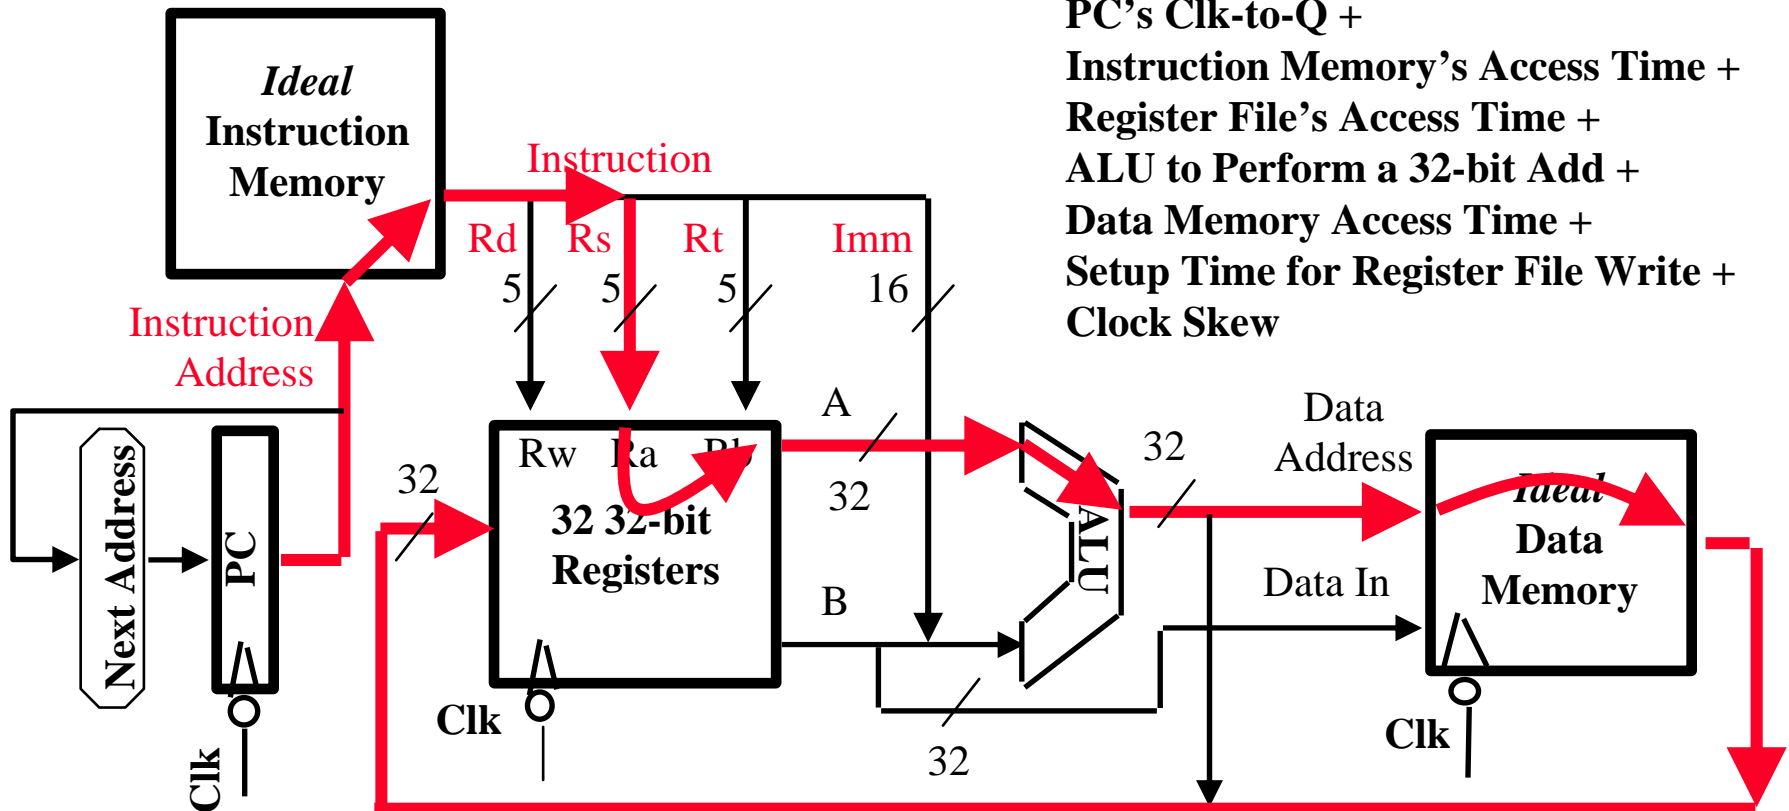 PC’s Clk-to-Q +
Instruction Memory’s Access Time +
Register File’s Access Time +
ALU to Perform a 32-bit Add +
Data Memory Access Time +
Setup Time for Register File Write +
Clock Skew
Ideal
Instruction
Memory
Instruction
Rd
Rs
Rt
Imm
5
5
5
16
Instruction
Address
Next Address
PC
Clk
32
Rw
Ra
Rb
32 32-bit
Registers
Clk
A
32
B
32
ALU
32
Data
Address
Data In
Ideal
Data
Memory
Clk